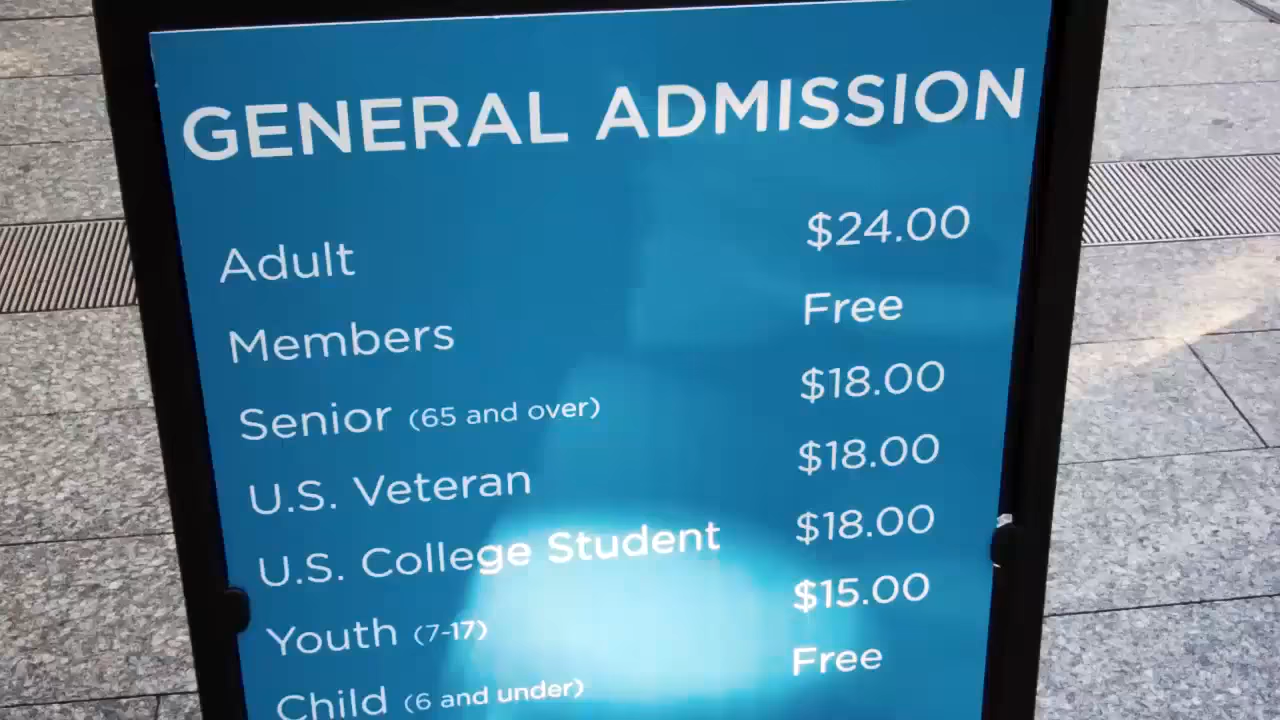 GENERAL ADMISSION
Adult $24.00
Members Free
Senior (65 and over) $18.00
U.S. Veteran $18.00
U.S. College Student $18.00
Youth (7-17) $15.00
Child (6 and under) Free